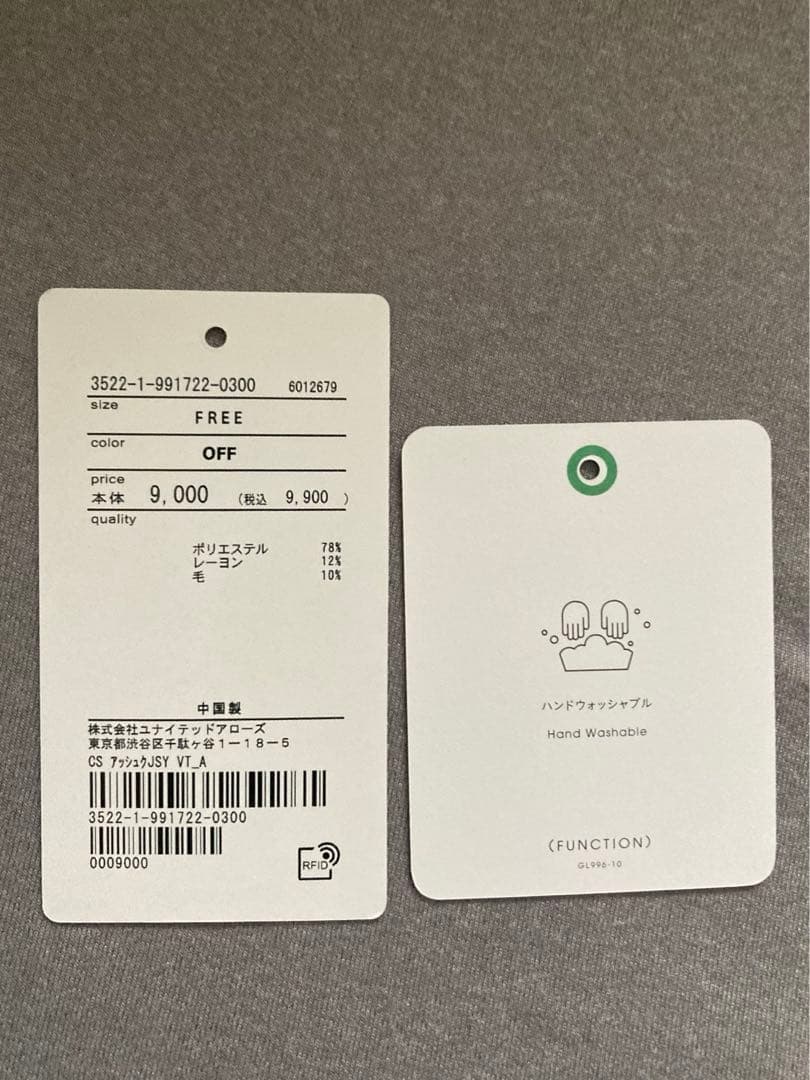 3522-1-991722-0300 6012679
size
FREE
color
OFF
price
本体 9,000 (税込 9,900 )
quality
ポリエステル 78%
レーヨン 12%
毛 10%
中国製
株式会社ユナイテッドアローズ
東京都渋谷区千駄ヶ谷1-18-5
CS アッシュクJSY VT_A
3522-1-991722-0300
0009000
RFID
ハンドウォッシャブル
Hand Washable
(FUNCTION)
GL996-10